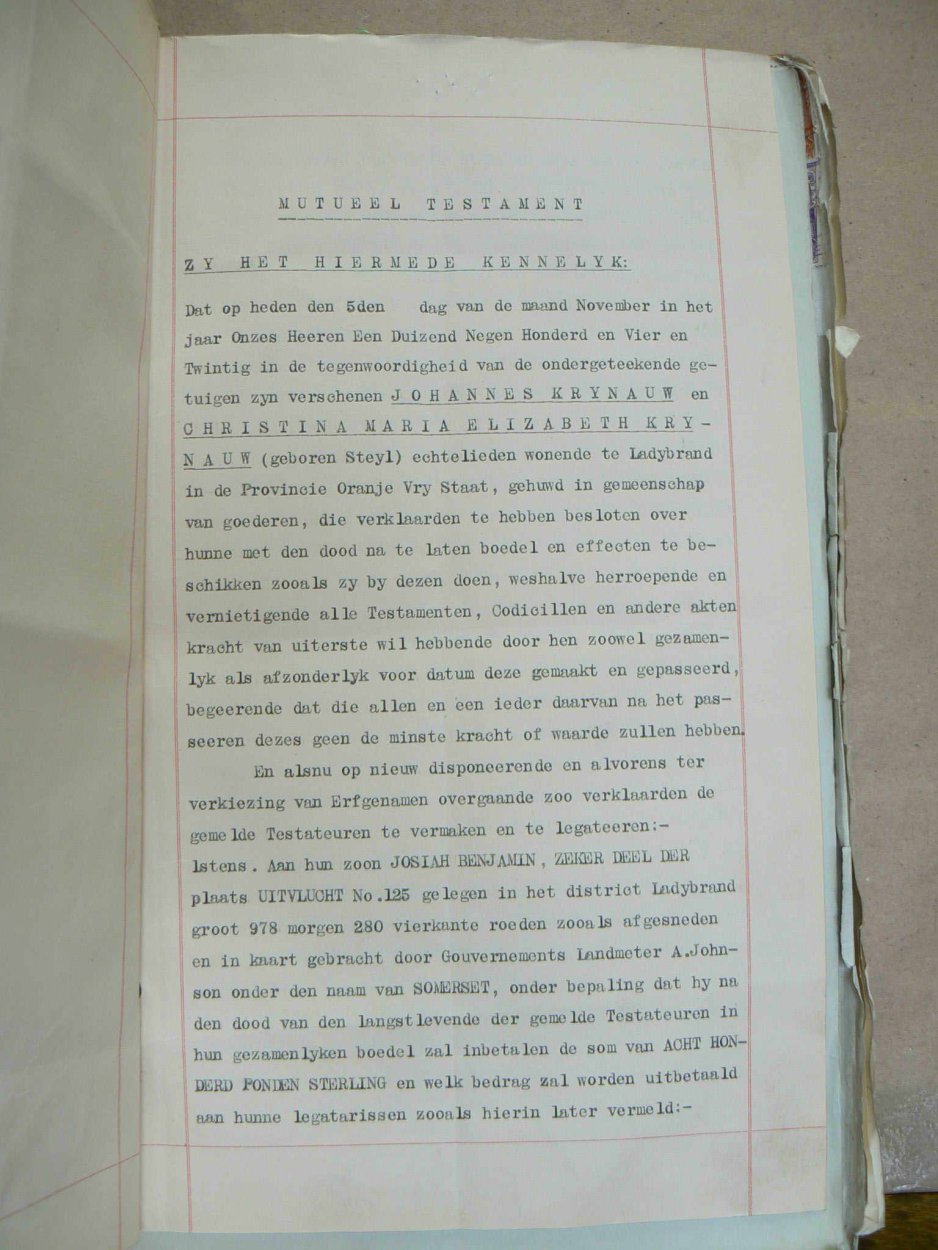 MUTUEEL TESTAMENT
ZY HET HIERMEDE KENNELYK:
Dat op heden den 5den dag van de maand November in het
jaar Onzes Heeren Een Duizend Negen Honderd en Vier en
Twintig in de tegenwoordigheid van de ondergeteekende ge-
tuigen zyn verschenen JOHANNES KRYNAUW en
CHRISTINA MARIA ELIZABETH KRY-
NAUW (geboren Steyl) echtelieden wonende te Ladybrand
in de Provincie Oranje Vry Staat, gehuwd in gemeenschap
van goederen, die verklaarden te hebben besloten over
hunne met den dood na te laten boedel en effecten te be-
schikken zooals zy by dezen doen, weshalve herroepende en
vernietigende alle Testamenten, Codicillen en andere akten
kracht van uiterste wil hebbende door hen zoowel gezamen-
lyk als afzonderlyk voor datum deze gemaakt en gepasseerd,
begeerende dat die allen en een ieder daarvan na het pas-
seeren dezes geen de minste kracht of waarde zullen hebben.
En alsnu op nieuw disponeerende en alvorens ter
verkiezing van Erfgenamen overgaande zoo verklaarden de
gemelde Testateuren te vermaken en te legateeren:-
1stens. Aan hun zoon JOSIAH BENJAMIN, ZEKER DEEL DER
plaats UITVLUCHT No.125 gelegen in het district Ladybrand
groot 978 morgen 280 vierkante roeden zooals afgesneden
en in kaart gebracht door Gouvernements Landmeter A.John-
son onder den naam van SOMERSET, onder bepaling dat hy na
den dood van den langstlevende der gemelde Testateuren in
hun gezamenlyken boedel zal inbetalen de som van ACHT HON-
DERD PONDEN STERLING en welk bedrag zal worden uitbetaald
aan hunne legatarissen zooals hierin later vermeld:-